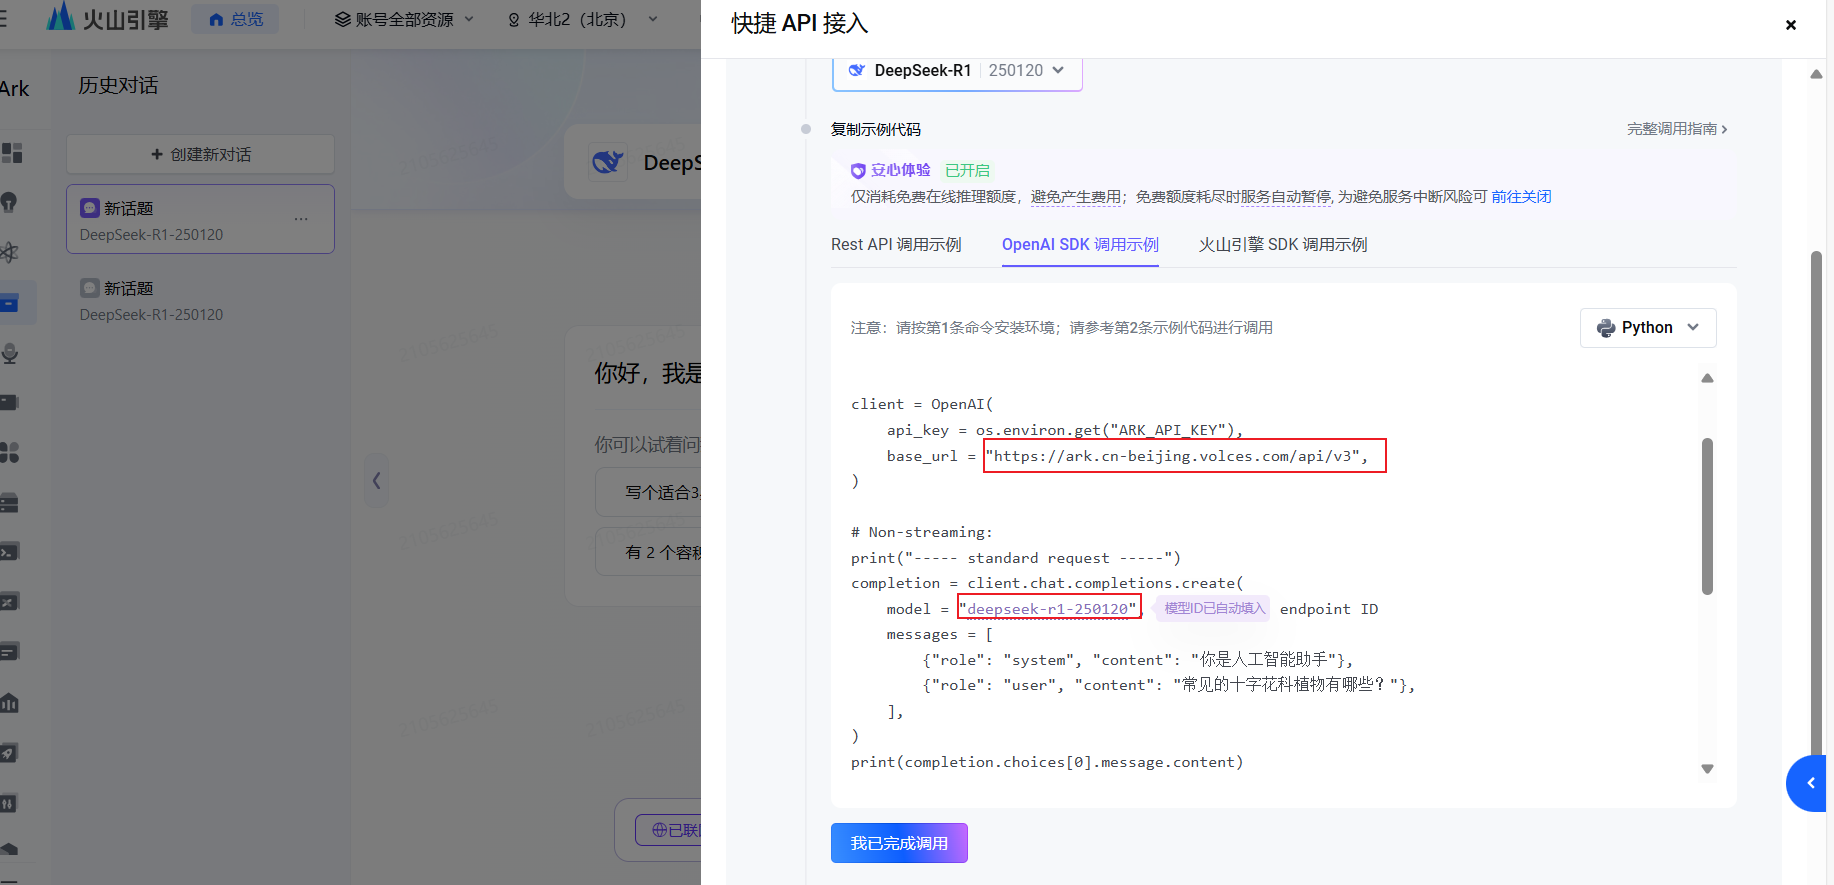 火山引擎
总览
账号全部资源
华北2（北京）
Ark
历史对话
+ 创建新对话
新话题
...
DeepSeek-R1-250120
新话题
DeepSeek-R1-250120
DeepS
你好，我是
你可以试着问
写个适合3
有 2 个容积
已联
2105625645
快捷 API 接入
DeepSeek-R1 250120
复制示例代码
完整调用指南
安心体验 已开启
仅消耗免费在线推理额度，避免产生费用；免费额度耗尽时服务自动暂停, 为避免服务中断风险可 前往关闭
Rest API 调用示例 OpenAI SDK 调用示例 火山引擎 SDK 调用示例
注意：请按第1条命令安装环境；请参考第2条示例代码进行调用
Python
client = OpenAI(
api_key = os.environ.get("ARK_API_KEY"),
base_url = "https://ark.cn-beijing.volces.com/api/v3",
)
# Non-streaming:
print("----- standard request -----")
completion = client.chat.completions.create(
model = "deepseek-r1-250120", 模型ID已自动填入 endpoint ID
messages = [
{"role": "system", "content": "你是人工智能助手"},
{"role": "user", "content": "常见的十字花科植物有哪些？"},
],
)
print(completion.choices[0].message.content)
我已完成调用